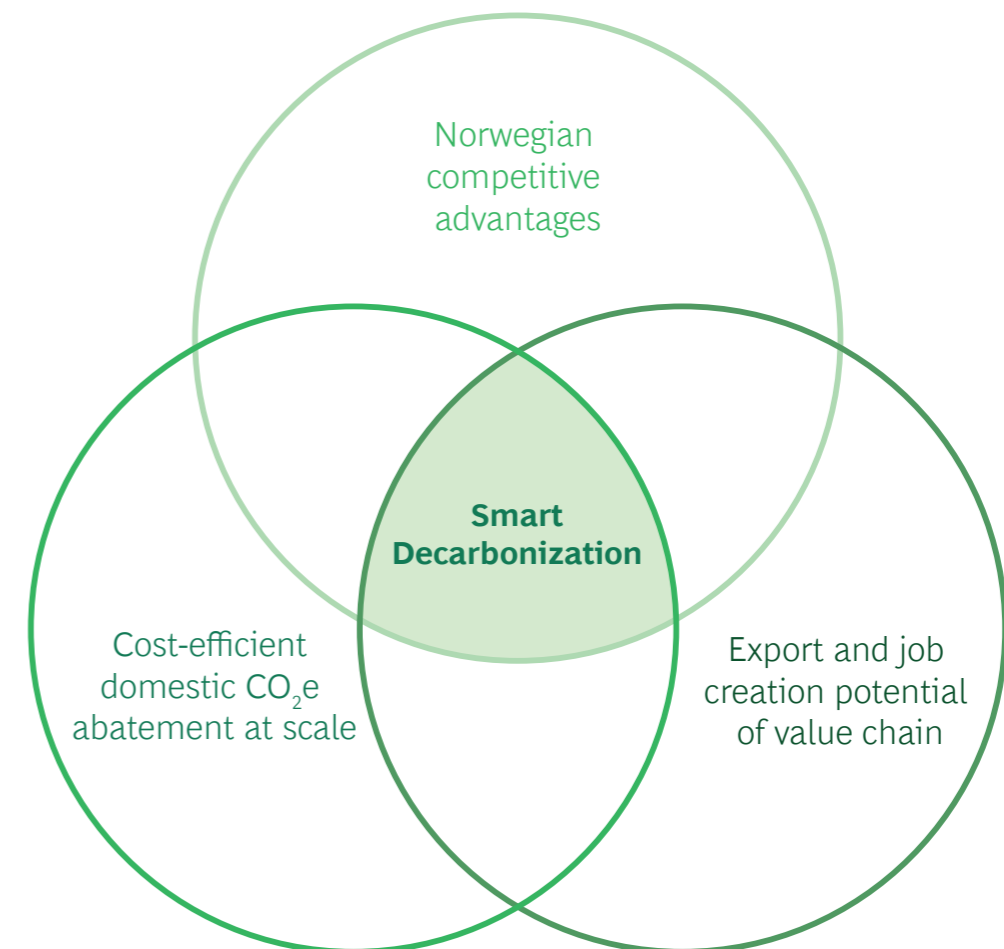 Norwegian
competitive
advantages
Smart
Decarbonization
Cost-efficient
domestic CO₂e
abatement at scale
Export and job
creation potential
of value chain